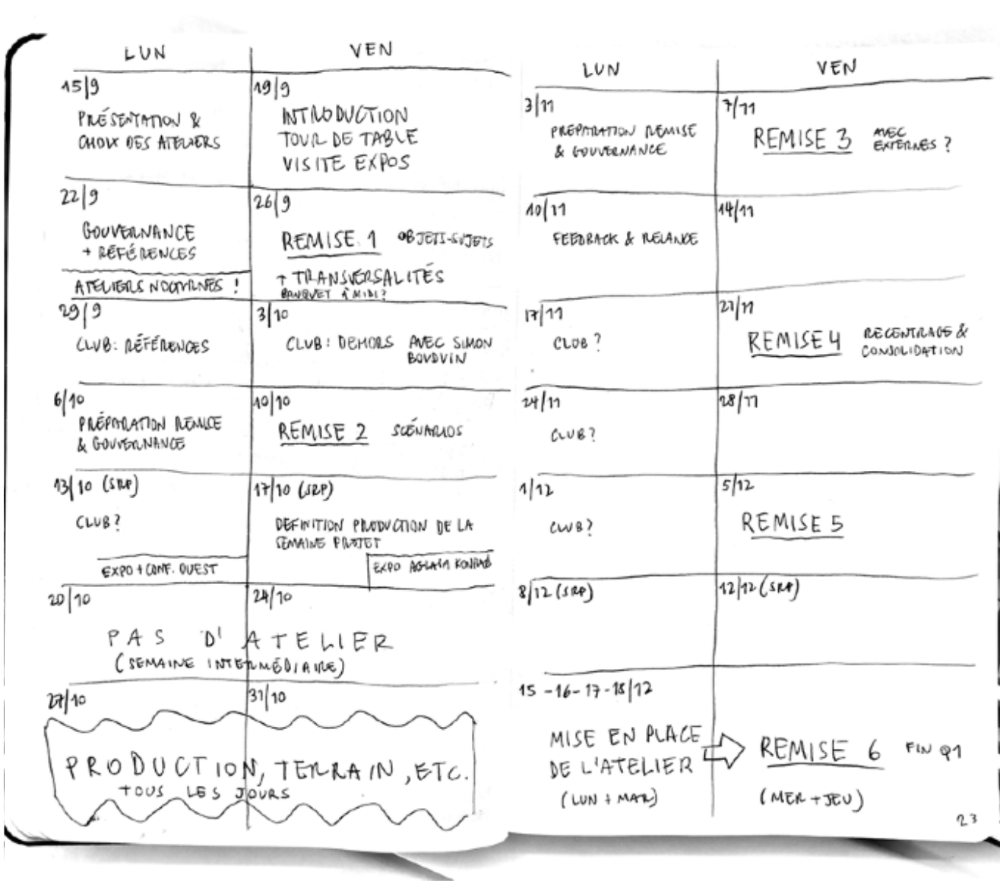 LUN
VEN
15/9
PRÉSENTATION &
CHOIX DES ATELIERS
19/9
INTRODUCTION
TOUR DE TABLE
VISITE EXPOS
22/9
GOUVERNANCE
+ RÉFÉRENCES
ATELIERS NOCTURNES !
26/9
REMISE 1 OBJETS-SUJETS
+ TRANSVERSALITÉS
BANQUET À MIDI?
29/9
CLUB: RÉFÉRENCES
3/10
CLUB: DEHORS AVEC SIMON
BOUDVIN
6/10
PRÉPARATION REMISE
& GOUVERNANCE
10/10
REMISE 2 SCÉNARIOS
13/10 (SRP)
CLUB?
EXPO + CONF. OUEST
17/10 (SRP)
DEFINITION PRODUCTION DE LA
SEMAINE PROJET
EXPO AGLAIA KONRAD
20/10
24/10
PAS D'ATELIER
(SEMAINE INTERMÉDIAIRE)
27/10
31/10
PRODUCTION, TERRAIN, ETC.
TOUS LES JOURS
LUN
VEN
3/11
PRÉPARATION REMISE
& GOUVERNANCE
7/11
REMISE 3 AVEC
EXTERNES ?
10/11
FEEDBACK & RELANCE
14/11
17/11
CLUB ?
21/11
REMISE 4 RECENTRAGE &
CONSOLIDATION
24/11
CLUB?
28/11
1/12
CLUB?
5/12
REMISE 5
8/12 (SRP)
12/12 (SRP)
15-16-17-18/12
MISE EN PLACE
DE L'ATELIER
(LUN + MAR)
REMISE 6 FIN Q1
(MER + JEU)
23